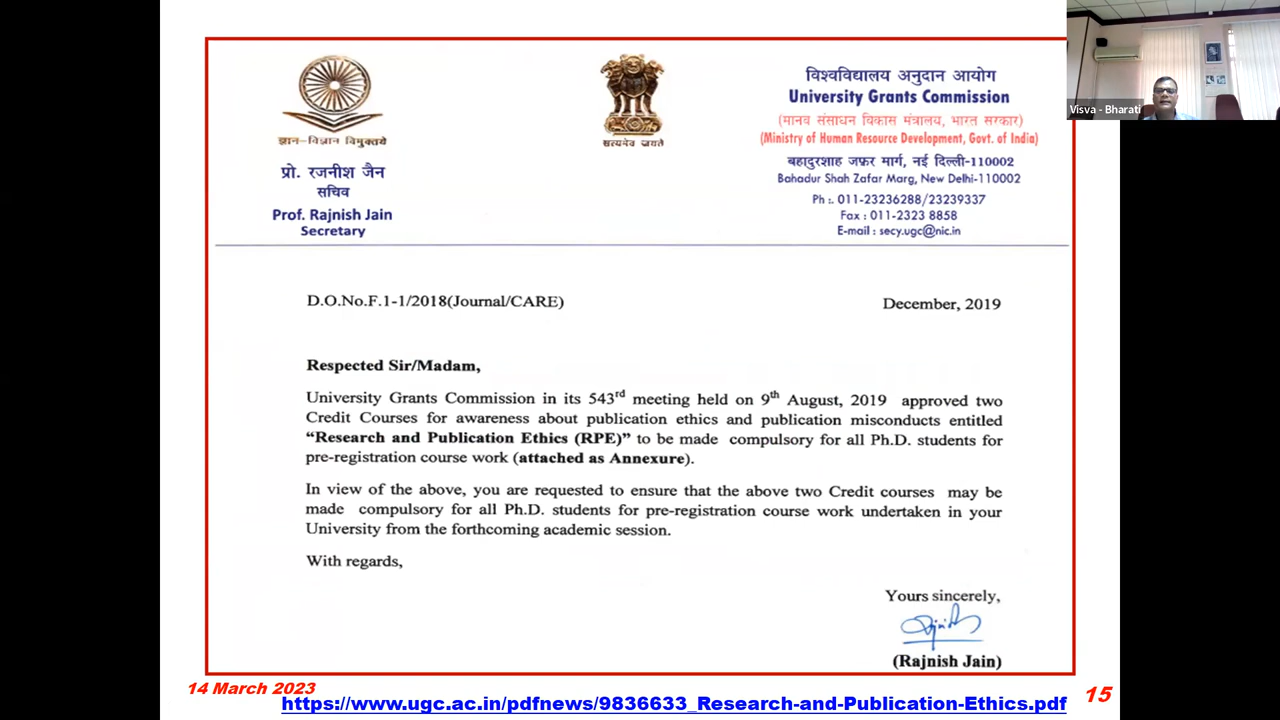 ज्ञान-विज्ञान विमुक्तये
प्रो. रजनीश जैन
सचिव
Prof. Rajnish Jain
Secretary
सत्यमेव जयते
विश्वविद्यालय अनुदान आयोग
University Grants Commission
(मानव संसाधन विकास मंत्रालय, भारत सरकार)
(Ministry of Human Resource Development, Govt. of India)
बहादुरशाह ज़फ़र मार्ग, नई दिल्ली-110002
Bahadur Shah Zafar Marg, New Delhi-110002
Ph :. 011-23236288/23239337
Fax : 011-2323 8858
E-mail : secy.ugc@nic.in
Visva - Bharati
D.O.No.F.1-1/2018(Journal/CARE)
December, 2019
Respected Sir/Madam,
University Grants Commission in its 543rd meeting held on 9th August, 2019 approved two
Credit Courses for awareness about publication ethics and publication misconducts entitled
“Research and Publication Ethics (RPE)” to be made compulsory for all Ph.D. students for
pre-registration course work (attached as Annexure).
In view of the above, you are requested to ensure that the above two Credit courses may be
made compulsory for all Ph.D. students for pre-registration course work undertaken in your
University from the forthcoming academic session.
With regards,
Yours sincerely,
(Rajnish Jain)
14 March 2023
https://www.ugc.ac.in/pdfnews/9836633_Research-and-Publication-Ethics.pdf
15